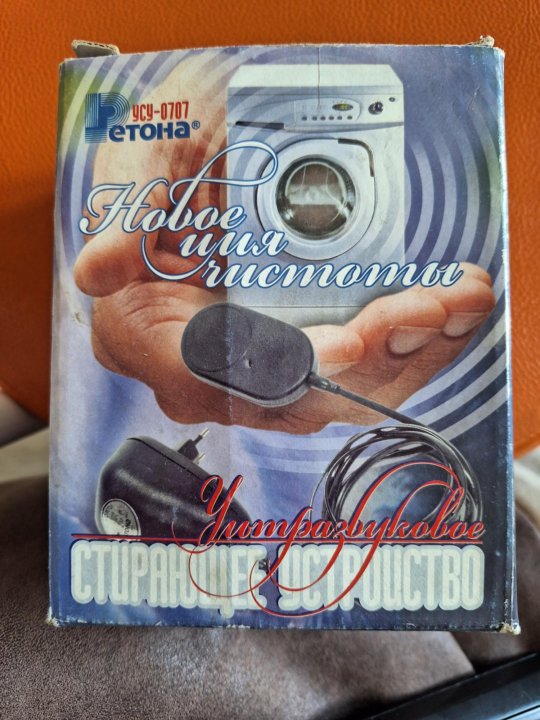 УСУ-0707
Ретона®
Новое
имя
чистоты
Ультразвуковое
СТИРАЮЩЕЕ УСТРОЙСТВО